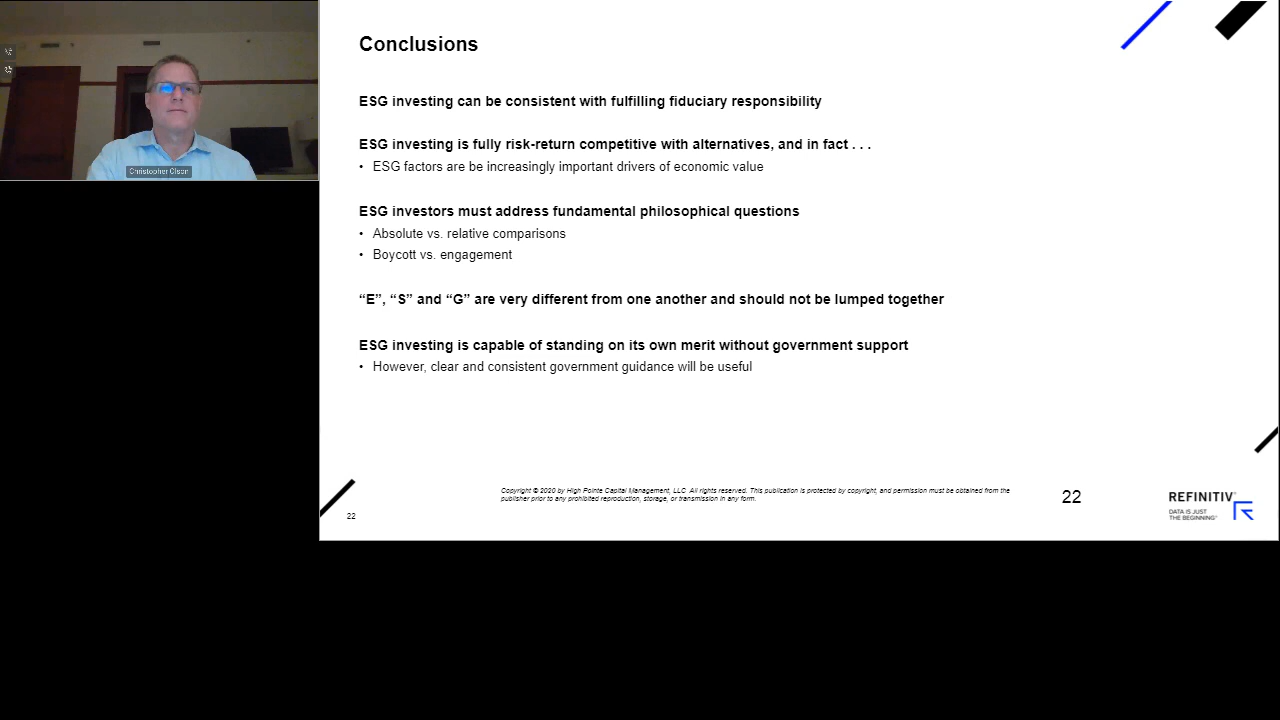 Christopher Olson
Conclusions
ESG investing can be consistent with fulfilling fiduciary responsibility
ESG investing is fully risk-return competitive with alternatives, and in fact . . .
• ESG factors are be increasingly important drivers of economic value
ESG investors must address fundamental philosophical questions
• Absolute vs. relative comparisons
• Boycott vs. engagement
“E”, “S” and “G” are very different from one another and should not be lumped together
ESG investing is capable of standing on its own merit without government support
• However, clear and consistent government guidance will be useful
Copyright © 2020 by High Pointe Capital Management, LLC All rights reserved. This publication is protected by copyright, and permission must be obtained from the
publisher prior to any prohibited reproduction, storage, or transmission in any form.
22
22
REFINITIV
DATA IS JUST
THE BEGINNING